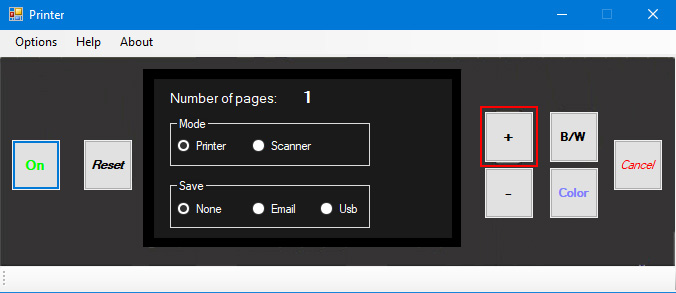 Printer
Options Help About
Number of pages: 1
Mode
Printer Scanner
Save
None Email Usb
On
Reset
+
B/W
-
Color
Cancel